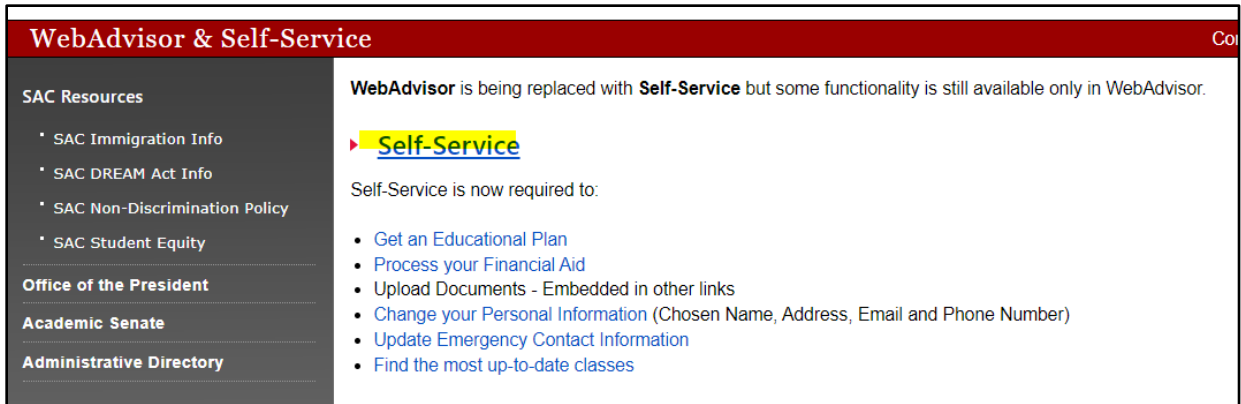 WebAdvisor & Self-Service
SAC Resources
SAC Immigration Info
SAC DREAM Act Info
SAC Non-Discrimination Policy
SAC Student Equity
Office of the President
Academic Senate
Administrative Directory
WebAdvisor is being replaced with Self-Service but some functionality is still available only in WebAdvisor.
Self-Service
Self-Service is now required to:
• Get an Educational Plan
• Process your Financial Aid
• Upload Documents - Embedded in other links
• Change your Personal Information (Chosen Name, Address, Email and Phone Number)
• Update Emergency Contact Information
• Find the most up-to-date classes